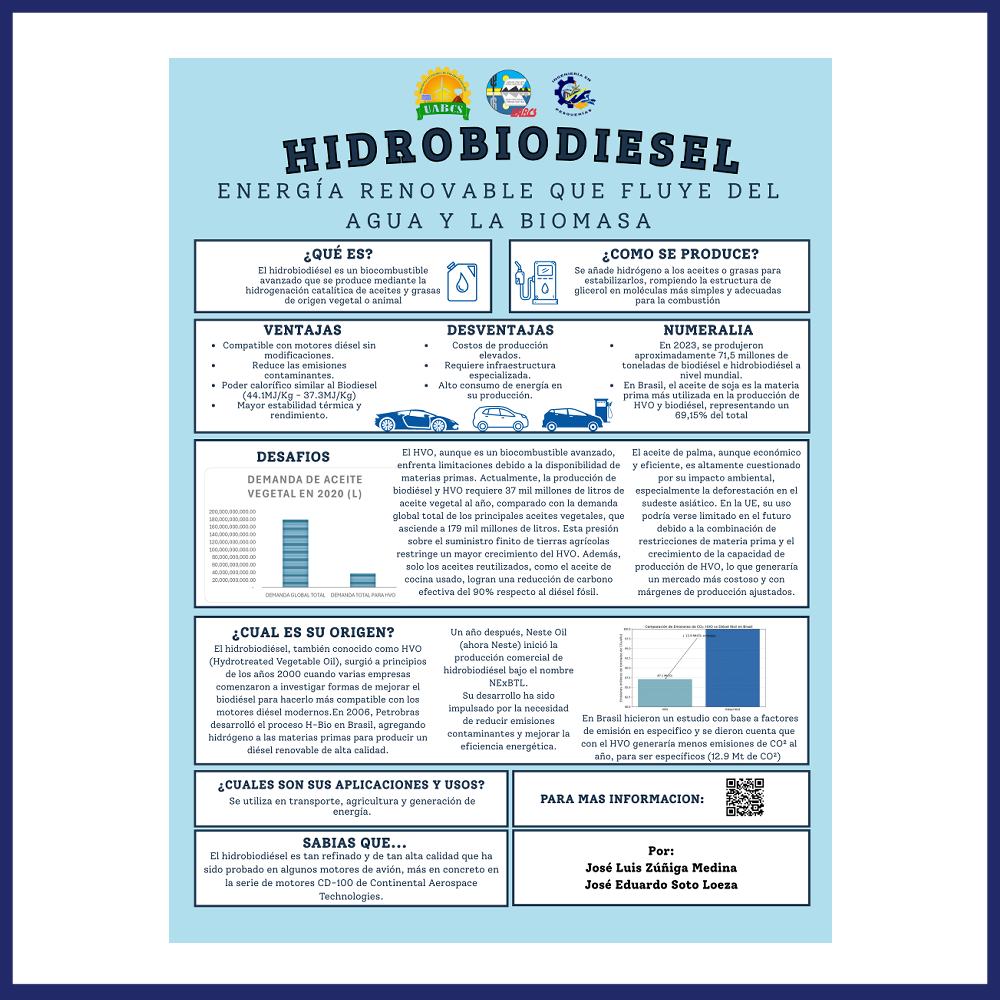 UABCS
UABCS
INGENIERÍA EN
PESQUERÍAS
HIDROBIODIESEL
ENERGÍA RENOVABLE QUE FLUYE DEL
AGUA Y LA BIOMASA
¿QUÉ ES?
El hidrobiodiésel es un biocombustible
avanzado que se produce mediante la
hidrogenación catalítica de aceites y grasas
de origen vegetal o animal
¿COMO SE PRODUCE?
Se añade hidrógeno a los aceites o grasas para
estabilizarlos, rompiendo la estructura de
glicerol en moléculas más simples y adecuadas
para la combustión
VENTAJAS
• Compatible con motores diésel sin
modificaciones.
• Reduce las emisiones
contaminantes.
• Poder calorífico similar al Biodiesel
(44.1MJ/Kg - 37.3MJ/Kg)
• Mayor estabilidad térmica y
rendimiento.
DESVENTAJAS
• Costos de producción
elevados.
• Requiere infraestructura
especializada.
• Alto consumo de energía en
su producción.
NUMERALIA
• En 2023, se produjeron
aproximadamente 71,5 millones de
toneladas de biodiésel e hidrobiodiésel a
nivel mundial.
• En Brasil, el aceite de soja es la materia
prima más utilizada en la producción de
HVO y biodiésel, representando un
69,15% del total
DESAFIOS
DEMANDA DE ACEITE
VEGETAL EN 2020 (L)
200,000,000,000.00
180,000,000,000.00
160,000,000,000.00
140,000,000,000.00
120,000,000,000.00
100,000,000,000.00
80,000,000,000.00
60,000,000,000.00
40,000,000,000.00
20,000,000,000.00
-
DEMANDA GLOBAL TOTAL DEMANDA TOTAL PARA HVO
El HVO, aunque es un biocombustible avanzado,
enfrenta limitaciones debido a la disponibilidad de
materias primas. Actualmente, la producción de
biodiésel y HVO requiere 37 mil millones de litros de
aceite vegetal al año, comparado con la demanda
global total de los principales aceites vegetales, que
asciende a 179 mil millones de litros. Esta presión
sobre el suministro finito de tierras agrícolas
restringe un mayor crecimiento del HVO. Además,
solo los aceites reutilizados, como el aceite de
cocina usado, logran una reducción de carbono
efectiva del 90% respecto al diésel fósil.
El aceite de palma, aunque económico
y eficiente, es altamente cuestionado
por su impacto ambiental,
especialmente la deforestación en el
sudeste asiático. En la UE, su uso
podría verse limitado en el futuro
debido a la combinación de
restricciones de materia prima y el
crecimiento de la capacidad de
producción de HVO, lo que generaría
un mercado más costoso y con
márgenes de producción ajustados.
¿CUAL ES SU ORIGEN?
El hidrobiodiésel, también conocido como HVO
(Hydrotreated Vegetable Oil), surgió a principios
de los años 2000 cuando varias empresas
comenzaron a investigar formas de mejorar el
biodiésel para hacerlo más compatible con los
motores diésel modernos.En 2006, Petrobras
desarrolló el proceso H-Bio en Brasil, agregando
hidrógeno a las materias primas para producir un
diésel renovable de alta calidad.
Un año después, Neste Oil
(ahora Neste) inició la
producción comercial de
hidrobiodiésel bajo el nombre
NExBTL.
Su desarrollo ha sido
impulsado por la necesidad
de reducir emisiones
contaminantes y mejorar la
eficiencia energética.
En Brasil hicieron un estudio con base a factores
de emisión en especifico y se dieron cuenta que
con el HVO generaría menos emisiones de CO² al
año, para ser específicos (12.9 Mt de CO²)
¿CUALES SON SUS APLICACIONES Y USOS?
Se utiliza en transporte, agricultura y generación de
energía.
PARA MAS INFORMACION:
SABIAS QUE...
El hidrobiodiésel es tan refinado y de tan alta calidad que ha
sido probado en algunos motores de avión, más en concreto en
la serie de motores CD-100 de Continental Aerospace
Technologies.
Por:
José Luis Zúñiga Medina
José Eduardo Soto Loeza